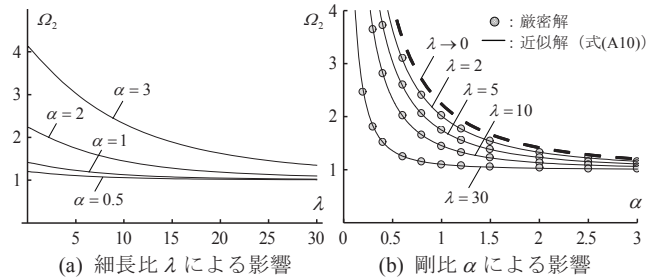 Ω₂
4
3
2
1
α = 3
α = 2
α = 1
α = 0.5
λ
5 10 15 20 25 30
(a) 細長比 λ による影響
Ω₂
4
3
2
1
○ : 厳密解
━ ━ : 近似解（式(A10)）
λ→0
λ = 2
λ = 5
λ = 10
λ = 30
α
0 0.5 1.0 1.5 2.0 2.5 3
(b) 剛比 α による影響